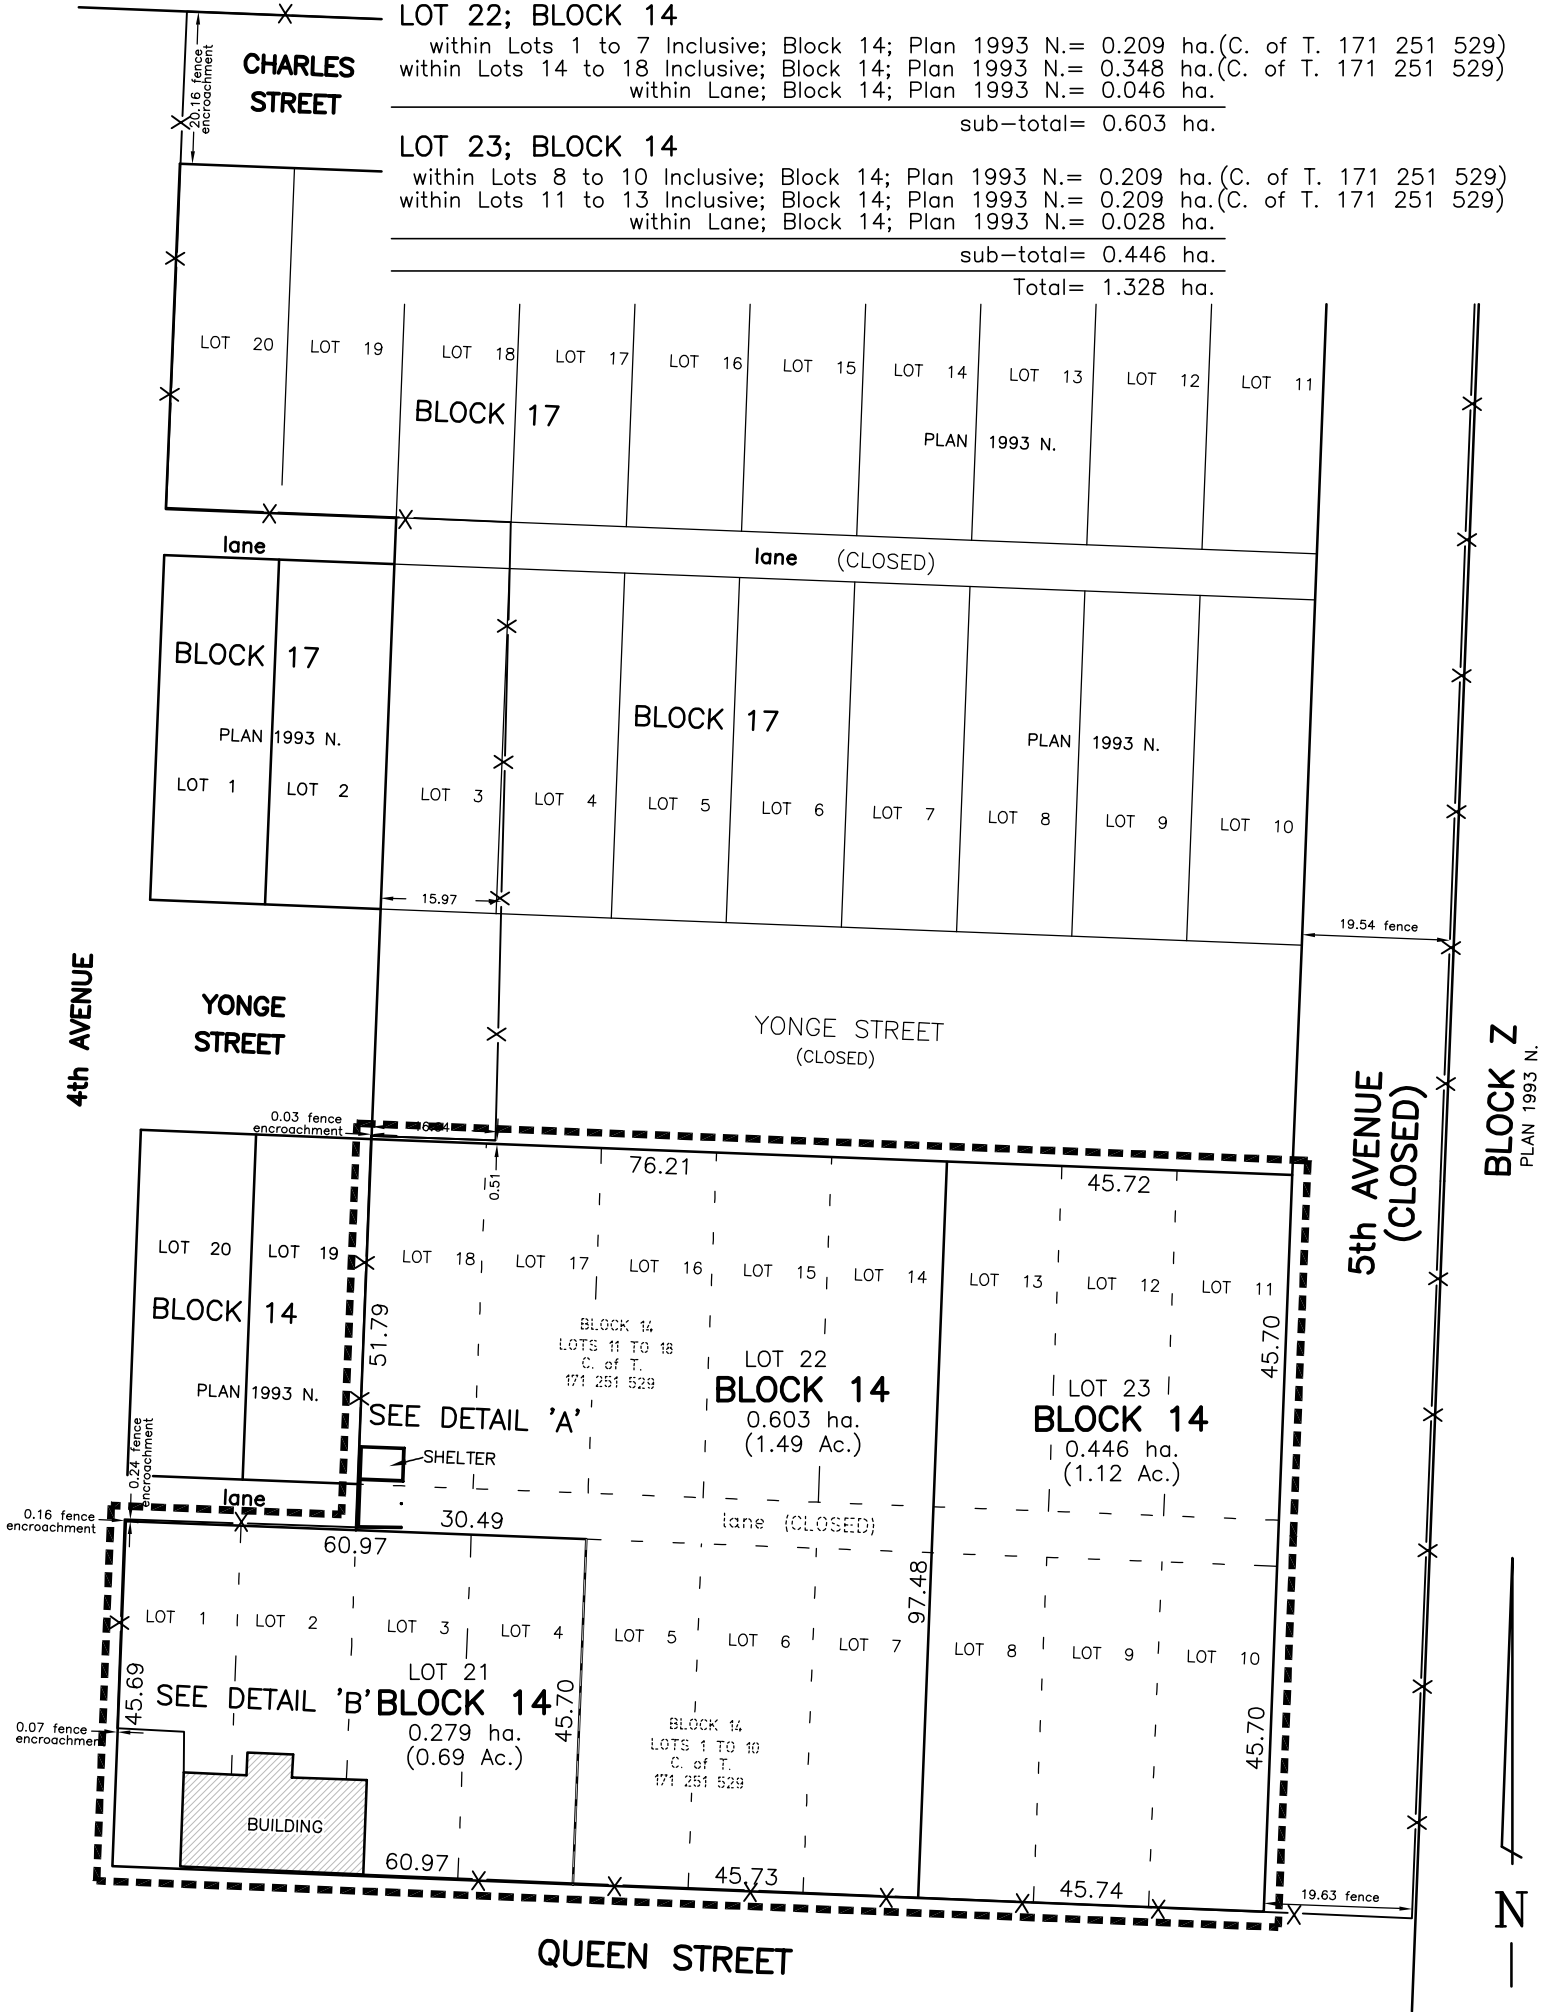 LOT 22; BLOCK 14
within Lots 1 to 7 Inclusive; Block 14; Plan 1993 N.= 0.209 ha.(C. of T. 171 251 529)
within Lots 14 to 18 Inclusive; Block 14; Plan 1993 N.= 0.348 ha.(C. of T. 171 251 529)
within Lane; Block 14; Plan 1993 N.= 0.046 ha.
sub-total= 0.603 ha.
LOT 23; BLOCK 14
within Lots 8 to 10 Inclusive; Block 14; Plan 1993 N.= 0.209 ha.(C. of T. 171 251 529)
within Lots 11 to 13 Inclusive; Block 14; Plan 1993 N.= 0.209 ha.(C. of T. 171 251 529)
within Lane; Block 14; Plan 1993 N.= 0.028 ha.
sub-total= 0.446 ha.
Total= 1.328 ha.
20.16 fence
encroachment
CHARLES
STREET
LOT 20
LOT 19
LOT 18
LOT 17
LOT 16
LOT 15
LOT 14
LOT 13
LOT 12
LOT 11
BLOCK 17
PLAN 1993 N.
lane
lane (CLOSED)
BLOCK 17
PLAN 1993 N.
LOT 1
LOT 2
BLOCK 17
PLAN 1993 N.
LOT 3
LOT 4
LOT 5
LOT 6
LOT 7
LOT 8
LOT 9
LOT 10
15.97
19.54 fence
4th AVENUE
YONGE
STREET
YONGE STREET
(CLOSED)
5th AVENUE
(CLOSED)
BLOCK Z
PLAN 1993 N.
0.03 fence
encroachment
76.21
45.72
0.51
LOT 20
LOT 19
BLOCK 14
PLAN 1993 N.
LOT 18
LOT 17
LOT 16
LOT 15
LOT 14
LOT 13
LOT 12
LOT 11
51.79
BLOCK 14
LOTS 11 TO 18
C. of T.
171 251 529
LOT 22
BLOCK 14
0.603 ha.
(1.49 Ac.)
LOT 23
BLOCK 14
0.446 ha.
(1.12 Ac.)
45.70
SEE DETAIL 'A'
SHELTER
0.24 fence
encroachment
lane
0.16 fence
encroachment
30.49
60.97
lane (CLOSED)
97.48
LOT 1
LOT 2
LOT 3
LOT 4
LOT 5
LOT 6
LOT 7
LOT 8
LOT 9
LOT 10
45.69
SEE DETAIL 'B'
LOT 21
BLOCK 14
0.279 ha.
(0.69 Ac.)
45.70
45.70
0.07 fence
encroachment
BLOCK 14
LOTS 1 TO 10
C. of T.
171 251 529
BUILDING
60.97
45.73
45.74
19.63 fence
QUEEN STREET
N